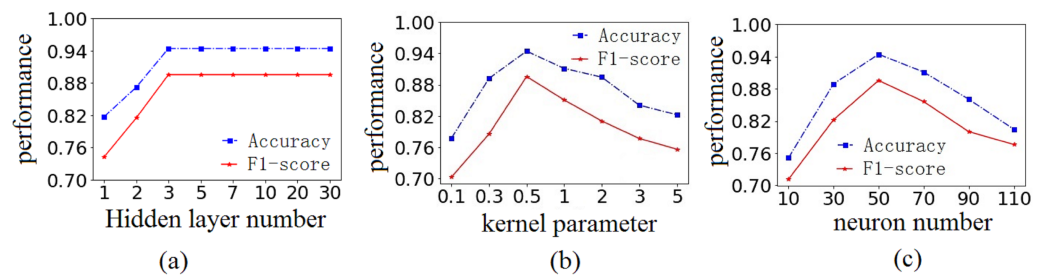 performance
1.00
0.94
0.88
0.82
0.76
0.70
Accuracy
F1-score
1 2 3 5 7 10 20 30
Hidden layer number
(a)
performance
1.00
0.94
0.88
0.82
0.76
0.70
Accuracy
F1-score
0.1 0.3 0.5 1 2 3 5
kernel parameter
(b)
performance
1.00
0.94
0.88
0.82
0.76
0.70
Accuracy
F1-score
10 30 50 70 90 110
neuron number
(c)